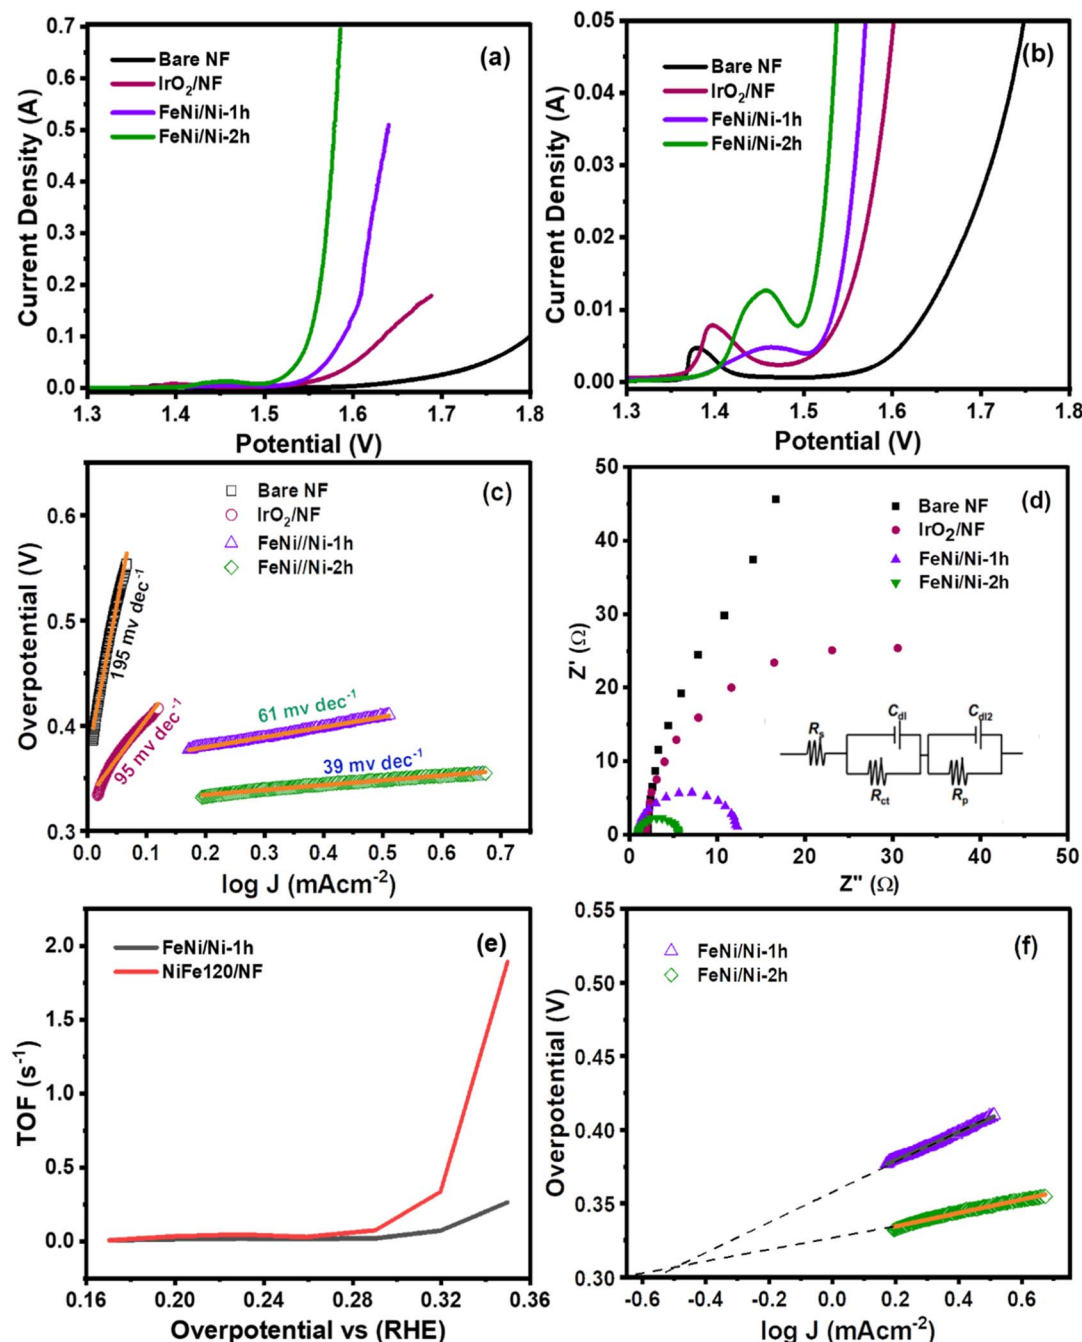 (a)
Bare NF
IrO₂/NF
FeNi/Ni-1h
FeNi/Ni-2h
Current Density (A)
0.7
0.6
0.5
0.4
0.3
0.2
0.1
0.0
1.3 1.4 1.5 1.6 1.7 1.8
Potential (V)
(b)
Bare NF
IrO₂/NF
FeNi/Ni-1h
FeNi/Ni-2h
Current Density (A)
0.05
0.04
0.03
0.02
0.01
0.00
1.3 1.4 1.5 1.6 1.7 1.8
Potential (V)
(c)
Bare NF
IrO₂/NF
FeNi//Ni-1h
FeNi//Ni-2h
Overpotential (V)
0.6
0.5
0.4
0.3
195 mv dec⁻¹
95 mv dec⁻¹
61 mv dec⁻¹
39 mv dec⁻¹
0.0 0.1 0.2 0.3 0.4 0.5 0.6 0.7
log J (mAcm⁻²)
(d)
Bare NF
IrO₂/NF
FeNi/Ni-1h
FeNi/Ni-2h
Z' (Ω)
50
40
30
20
10
0
Rs
Cdl
Cdl2
Rct
Rp
0 10 20 30 40 50
Z" (Ω)
(e)
FeNi/Ni-1h
NiFe120/NF
TOF (s⁻¹)
2.0
1.5
1.0
0.5
0.0
0.16 0.20 0.24 0.28 0.32 0.36
Overpotential vs (RHE)
(f)
FeNi/Ni-1h
FeNi/Ni-2h
Overpotential (V)
0.55
0.50
0.45
0.40
0.35
0.30
-0.6 -0.4 -0.2 0.0 0.2 0.4 0.6
log J (mAcm⁻²)